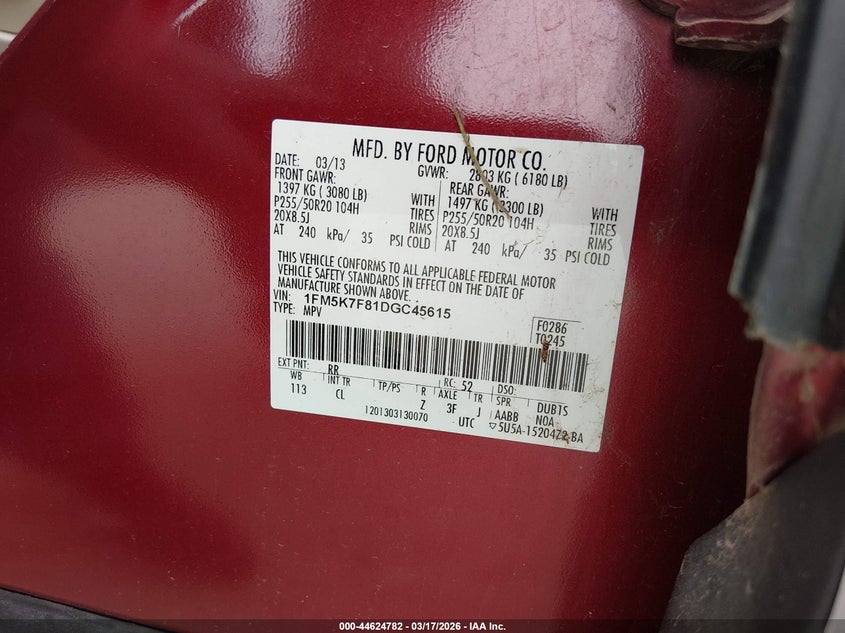 MFD. BY FORD MOTOR CO.
DATE: 03/13 GVWR: 2803 KG ( 6180 LB)
FRONT GAWR: REAR GAWR:
1397 KG ( 3080 LB) WITH 1497 KG ( 3300 LB) WITH
P255/50R20 104H TIRES P255/50R20 104H TIRES
20X8.5J RIMS 20X8.5J RIMS
AT 240 kPa/ 35 PSI COLD AT 240 kPa/ 35 PSI COLD
THIS VEHICLE CONFORMS TO ALL APPLICABLE FEDERAL MOTOR
VEHICLE SAFETY STANDARDS IN EFFECT ON THE DATE OF
MANUFACTURE SHOWN ABOVE.
VIN: 1FM5K7F81DGC45615
TYPE: MPV
F0286
T0245
EXT PNT: RR RC: 52 DSO:
WB INT TR TP/PS R AXLE TR SPR DUBTS
113 CL Z 3F J AABB N0A
1201303130070 UTC ▽5U5A-1520472-BA
000-44624782 — 03/17/2026 — IAA Inc.